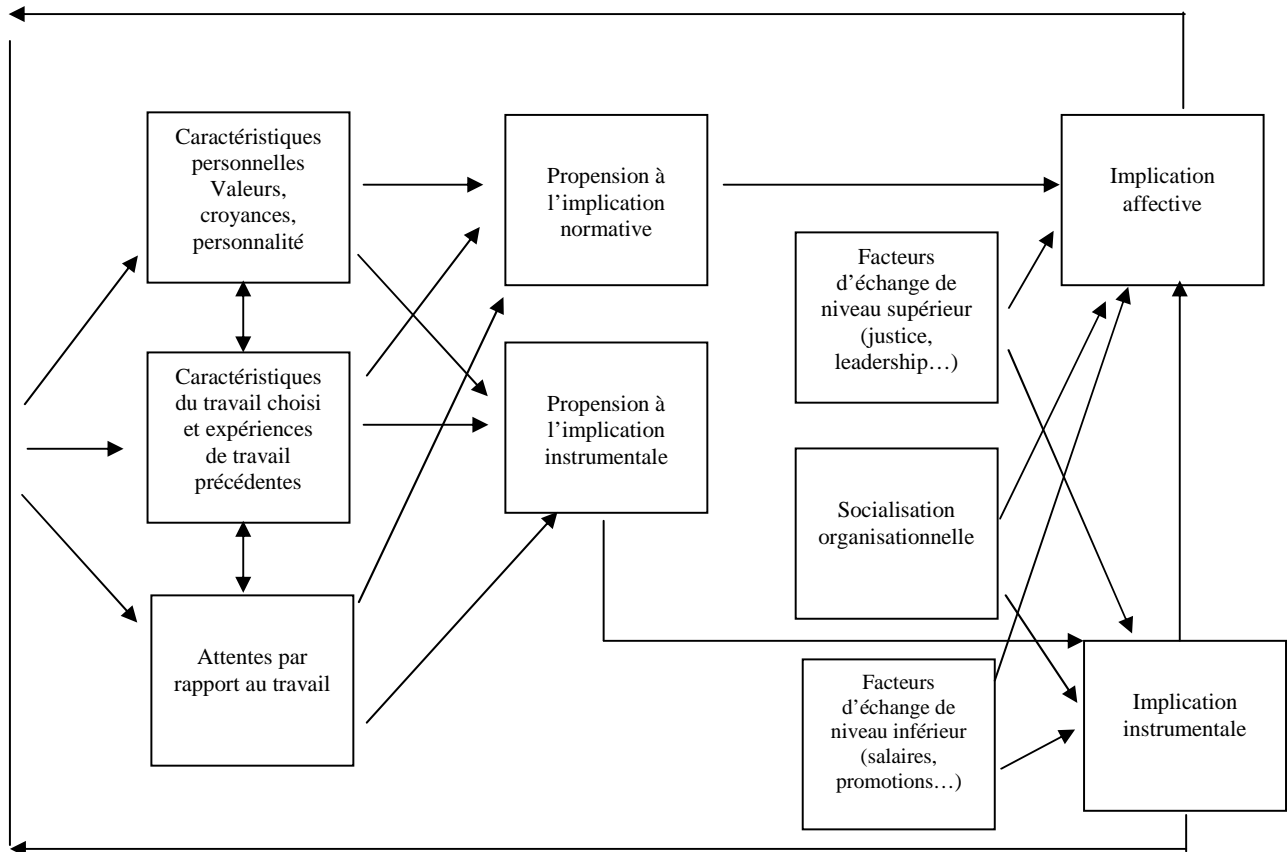 Caractéristiques
personnelles
Valeurs,
croyances,
personnalité
Caractéristiques
du travail choisi
et expériences
de travail
précédentes
Attentes par
rapport au travail
Propension à
l’implication
normative
Propension à
l’implication
instrumentale
Facteurs
d’échange de
niveau supérieur
(justice,
leadership…)
Socialisation
organisationnelle
Facteurs
d’échange de
niveau inférieur
(salaires,
promotions…)
Implication
affective
Implication
instrumentale